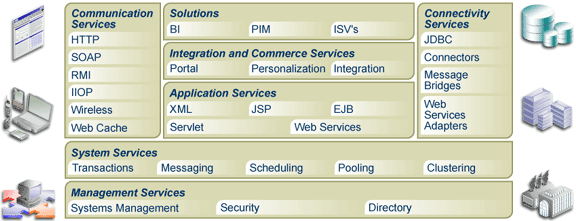 Communication
Services
HTTP
SOAP
RMI
IIOP
Wireless
Web Cache
Solutions
BI PIM ISV's
Integration and Commerce Services
Portal Personalization Integration
Application Services
XML JSP EJB
Servlet Web Services
Connectivity
Services
JDBC
Connectors
Message
Bridges
Web
Services
Adapters
System Services
Transactions Messaging Scheduling Pooling Clustering
Management Services
Systems Management Security Directory